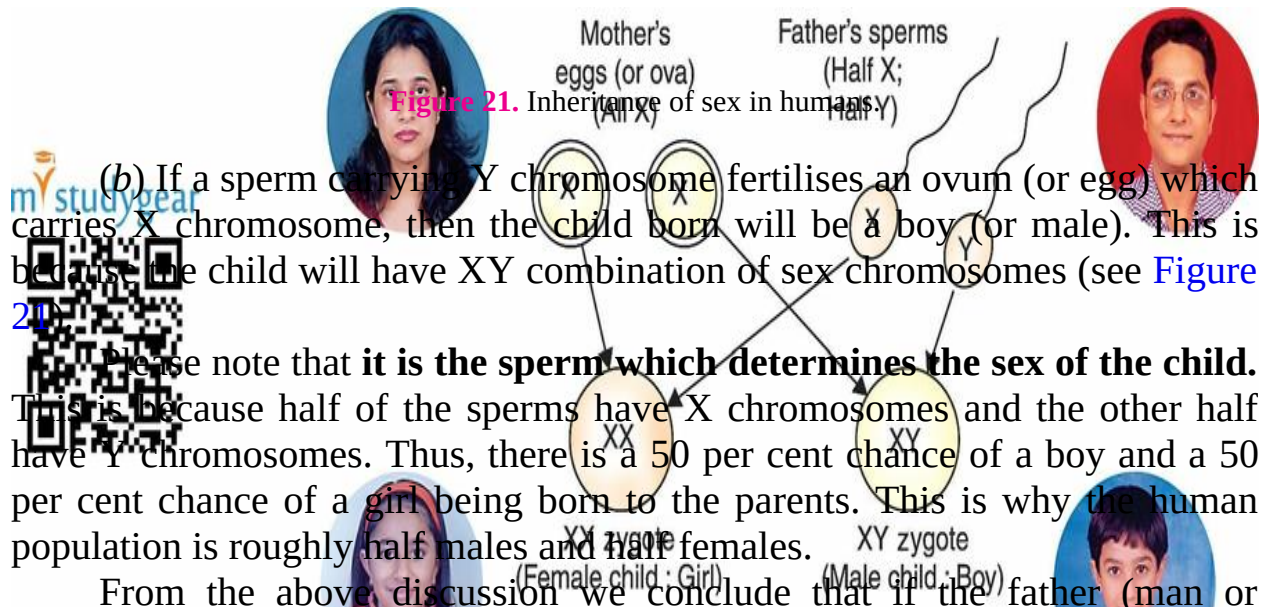 Mother's
eggs (or ova)
(All X)
Father's sperms
(Half X;
Half Y)
Figure 21. Inheritance of sex in humans.
X
X
X
Y
m studygear
(b) If a sperm carrying Y chromosome fertilises an ovum (or egg) which
carries X chromosome, then the child born will be a boy (or male). This is
because the child will have XY combination of sex chromosomes (see Figure
21).
Please note that it is the sperm which determines the sex of the child.
This is because half of the sperms have X chromosomes and the other half
have Y chromosomes. Thus, there is a 50 per cent chance of a boy and a 50
per cent chance of a girl being born to the parents. This is why the human
population is roughly half males and half females.
XX
XY
XX zygote
(Female child : Girl)
XY zygote
(Male child : Boy)
From the above discussion we conclude that if the father (man or